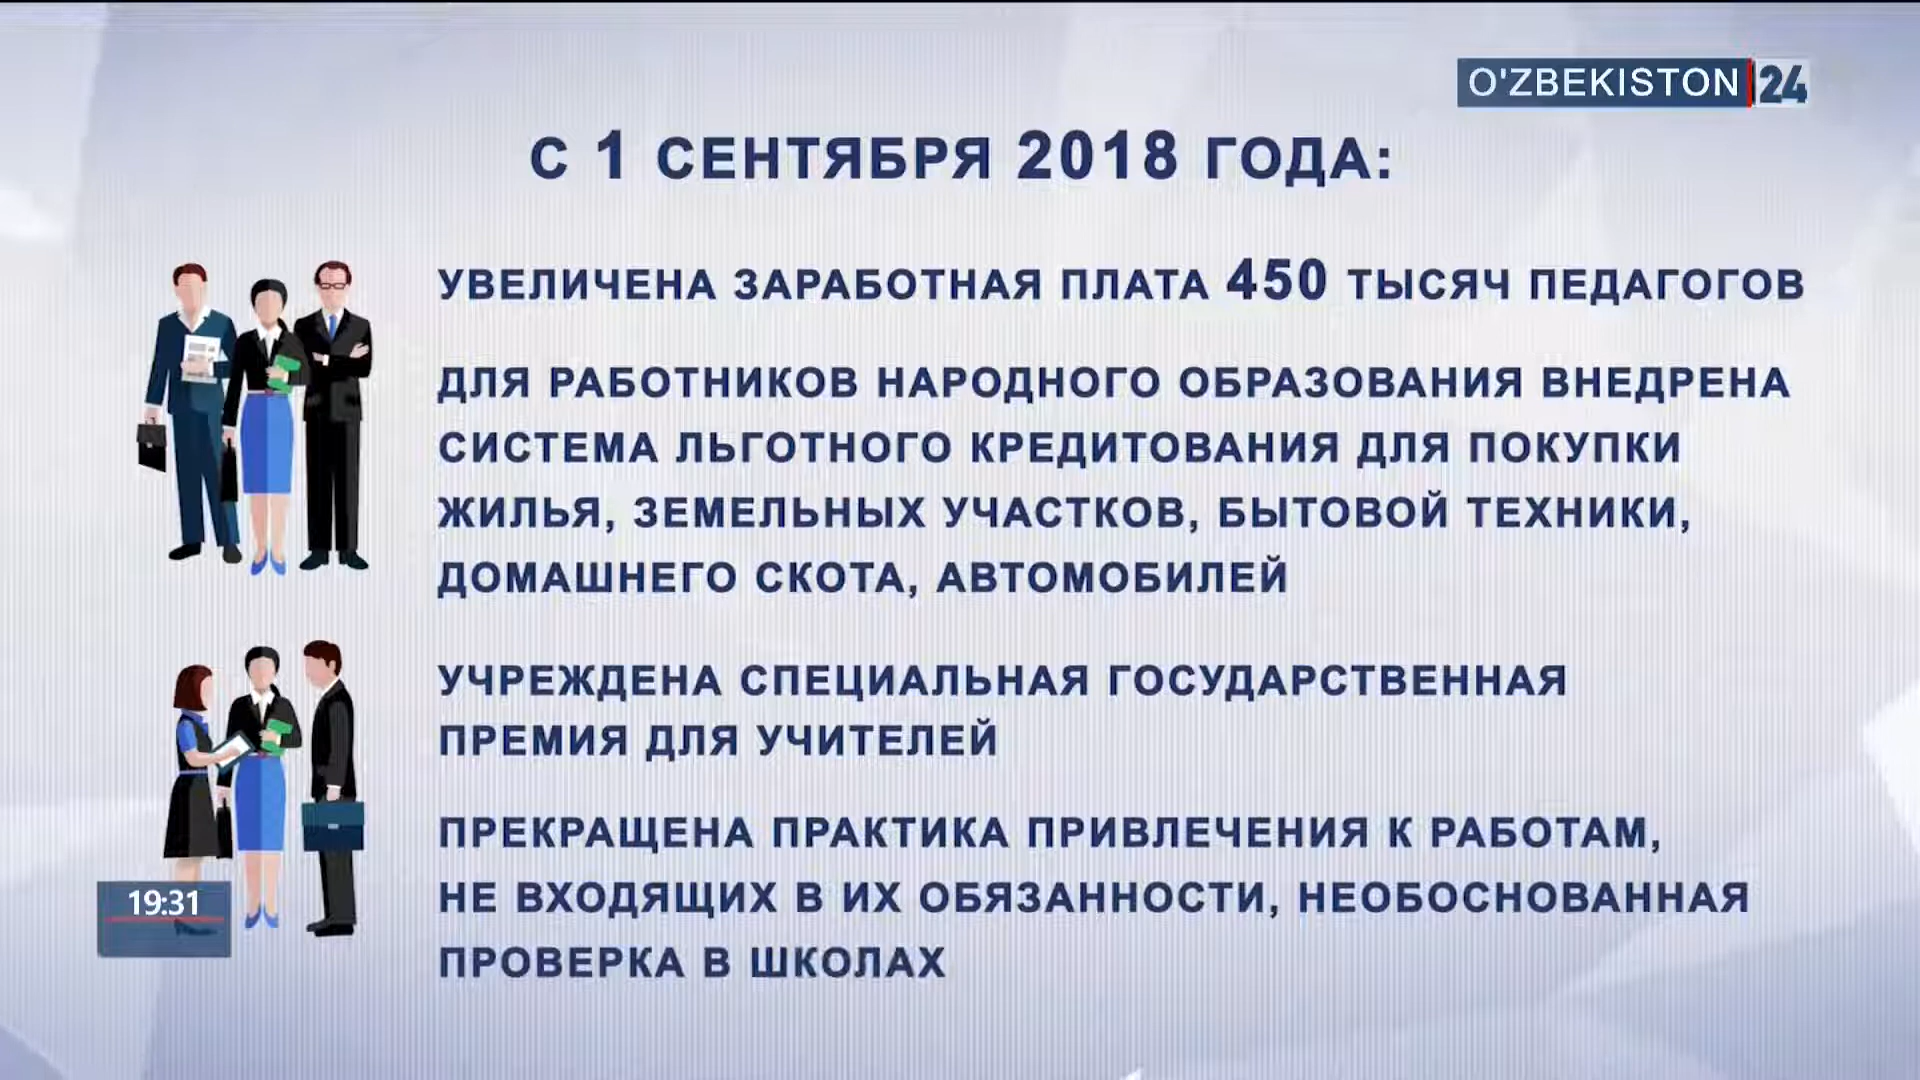 O'ZBEKISTON 24
С 1 СЕНТЯБРЯ 2018 ГОДА:
УВЕЛИЧЕНА ЗАРАБОТНАЯ ПЛАТА 450 ТЫСЯЧ ПЕДАГОГОВ
ДЛЯ РАБОТНИКОВ НАРОДНОГО ОБРАЗОВАНИЯ ВНЕДРЕНА
СИСТЕМА ЛЬГОТНОГО КРЕДИТОВАНИЯ ДЛЯ ПОКУПКИ
ЖИЛЬЯ, ЗЕМЕЛЬНЫХ УЧАСТКОВ, БЫТОВОЙ ТЕХНИКИ,
ДОМАШНЕГО СКОТА, АВТОМОБИЛЕЙ
УЧРЕЖДЕНА СПЕЦИАЛЬНАЯ ГОСУДАРСТВЕННАЯ
ПРЕМИЯ ДЛЯ УЧИТЕЛЕЙ
ПРЕКРАЩЕНА ПРАКТИКА ПРИВЛЕЧЕНИЯ К РАБОТАМ,
НЕ ВХОДЯЩИХ В ИХ ОБЯЗАННОСТИ, НЕОБОСНОВАННАЯ
ПРОВЕРКА В ШКОЛАХ
19:31